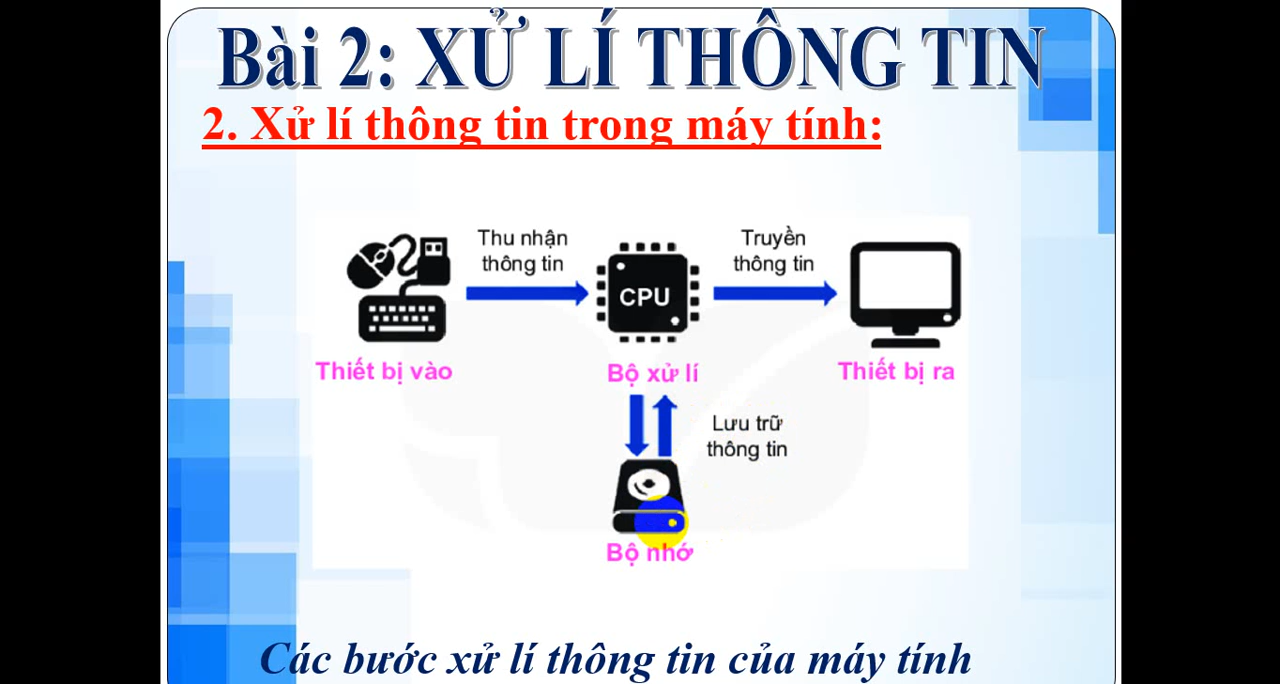 Bài 2: XỬ LÍ THÔNG TIN
2. Xử lí thông tin trong máy tính:
Thu nhận
thông tin
Truyền
thông tin
CPU
Thiết bị vào
Bộ xử lí
Thiết bị ra
Lưu trữ
thông tin
Bộ nhớ
Các bước xử lí thông tin của máy tính